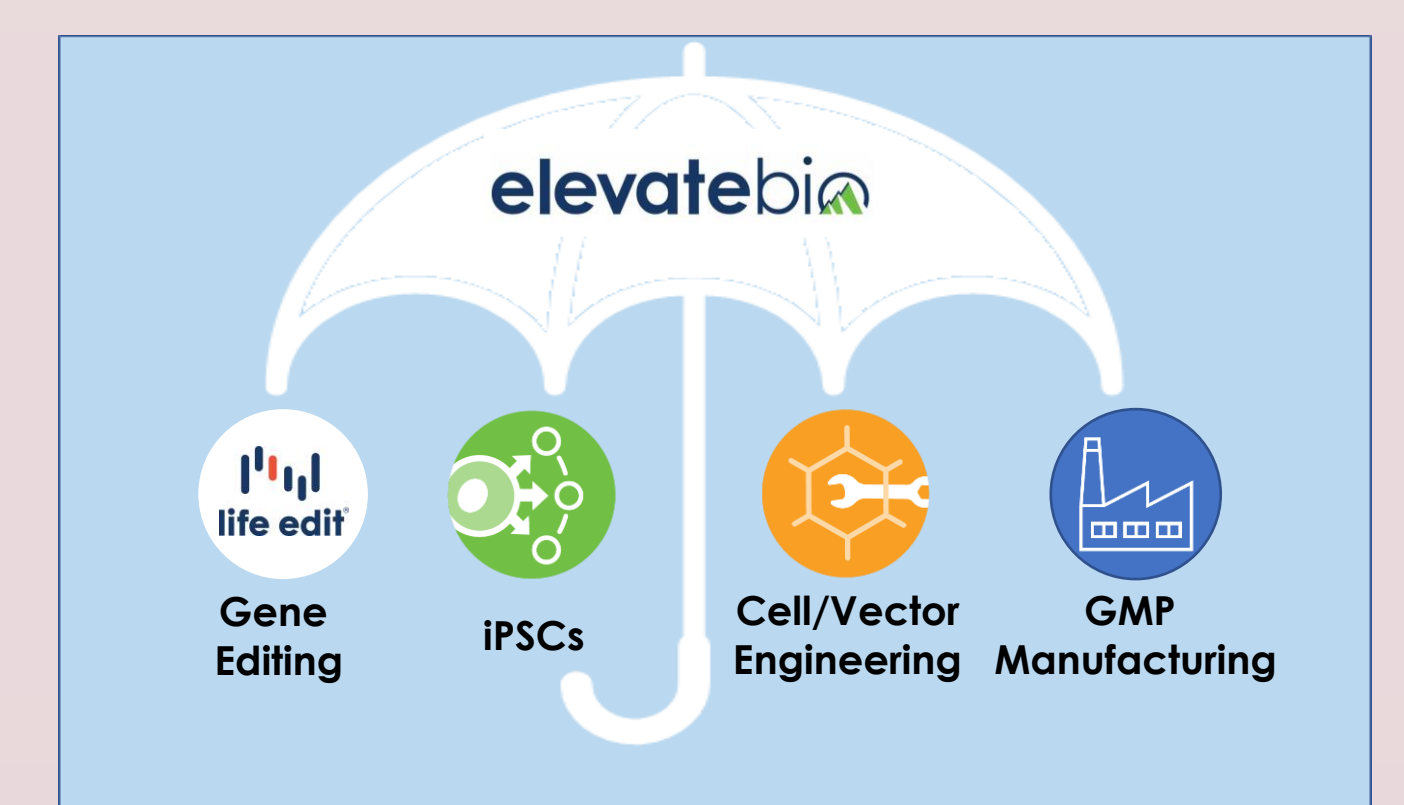 elevatebio
life edit®
Gene
Editing
iPSCs
Cell/Vector
Engineering
GMP
Manufacturing